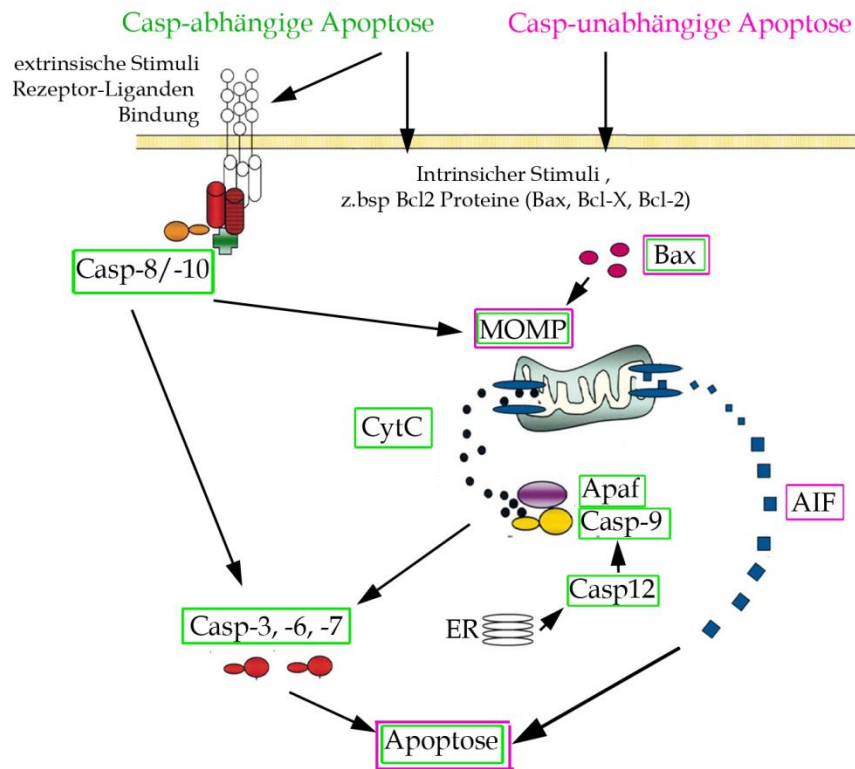 Casp-abhängige Apoptose
Casp-unabhängige Apoptose
extrinsische Stimuli
Rezeptor-Liganden
Bindung
Intrinsicher Stimuli ,
z.bsp Bcl2 Proteine (Bax, Bcl-X, Bcl-2)
Casp-8/-10
Bax
MOMP
CytC
Apaf
Casp-9
AIF
Casp12
ER
Casp-3, -6, -7
Apoptose